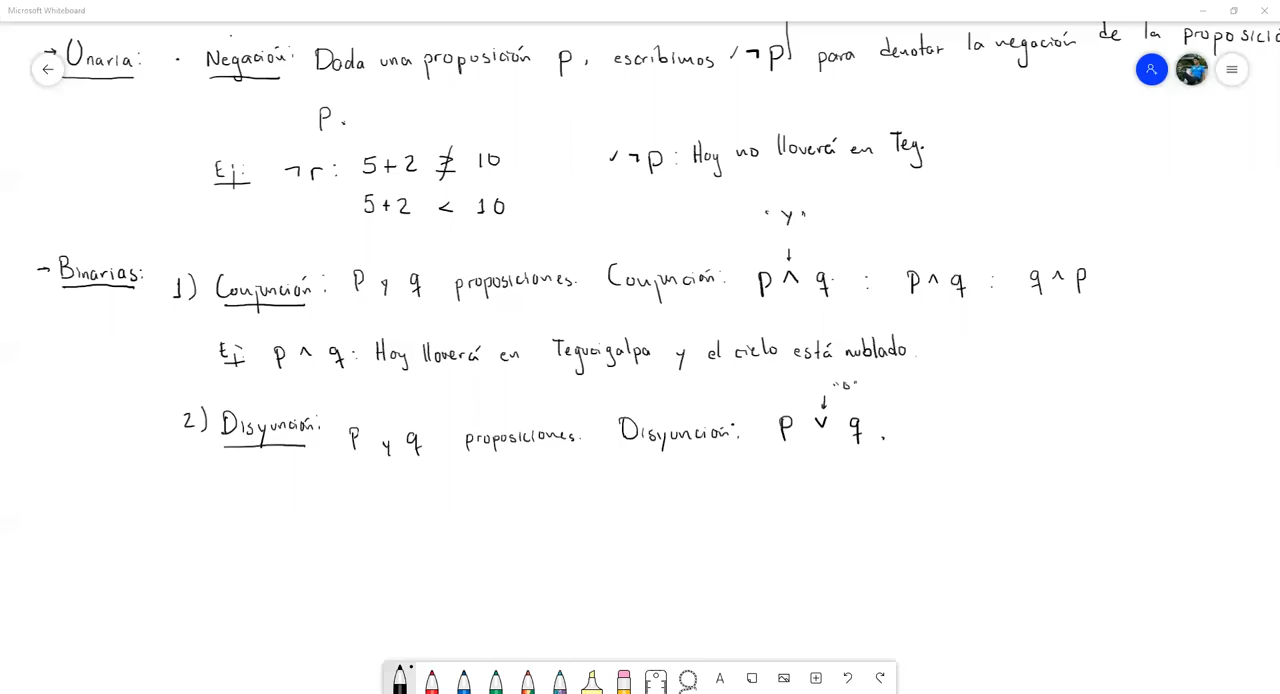 Microsoft Whiteboard
→ Unaria: · Negación: Dada una proposición p, escribimos ¬p para denotar la negación de la proposició
p.
Ej: ¬r: 5+2 ≱ 10 ¬p: Hoy no lloverá en Teg.
5+2 < 10
"y"
↓
→ Binarias: 1) Conjunción: p y q proposiciones. Conjunción: p ∧ q. : p ∧ q : q ∧ p
Ej p ∧ q: Hoy lloverá en Tegucigalpa y el cielo está nublado.
"o"
↓
2) Disyunción: p y q proposiciones. Disyunción: p ∨ q.
A